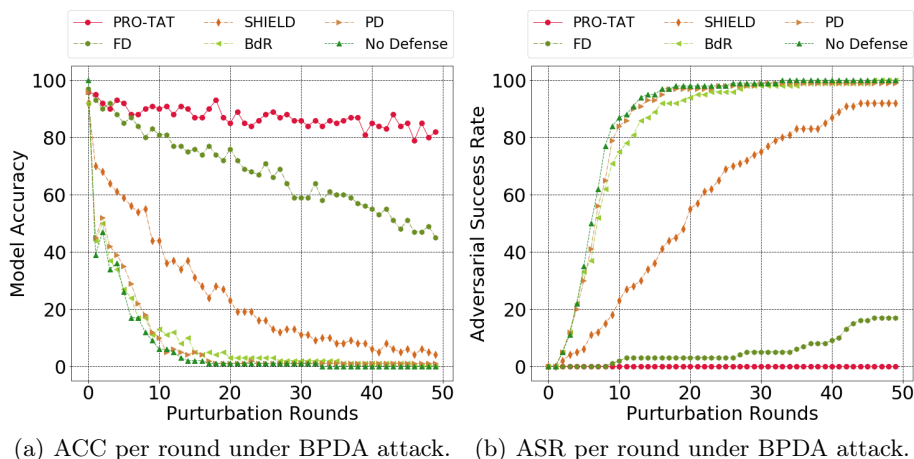 PRO-TAT SHIELD PD
FD BdR No Defense
PRO-TAT SHIELD PD
FD BdR No Defense
Model Accuracy
100
80
60
40
20
0
0 10 20 30 40 50
Purturbation Rounds
Adversarial Success Rate
100
80
60
40
20
0
0 10 20 30 40 50
Purturbation Rounds
(a) ACC per round under BPDA attack.
(b) ASR per round under BPDA attack.